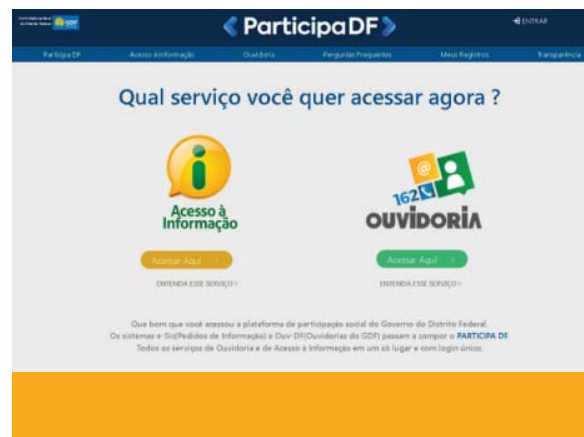 GDF
ParticipaDF
ENTRAR
Participa DF
Acesso à Informação
Ouvidoria
Perguntas Frequentes
Meus Registros
Transparência
Qual serviço você quer acessar agora ?
Acesso à
Informação
@
162
OUVIDORIA
Acessar Aqui
Acessar Aqui
ENTENDA ESSE SERVIÇO
ENTENDA ESSE SERVIÇO
Que bom que você acessou a plataforma de participação social do Governo do Distrito Federal.
Os sistemas e-Sic(Pedidos de Informação) e Ouv-DF(Ouvidorias do GDF) passam a compor o PARTICIPA DF.
Todos os serviços de Ouvidoria e de Acesso à Informação em um só lugar e com login único.